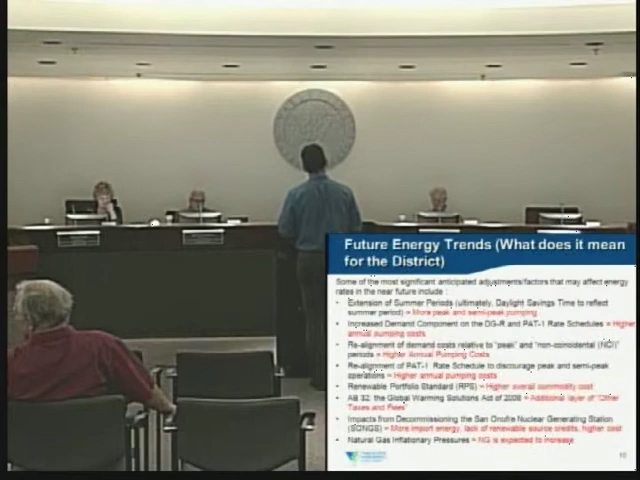 Future Energy Trends (What does it mean
for the District)
Some of the most significant anticipated adjustments/factors that may affect energy
rates in the near future include :
• Extension of Summer Periods (ultimately, Daylight Savings Time to reflect
summer period) = More peak and semi-peak pumping
• Increased Demand Component on the DG-R and PAT-1 Rate Schedules = Higher
annual pumping costs
• Re-alignment of demand costs relative to "peak" and "non-coincidental (NCI)"
periods = Higher Annual Pumping Costs
• Re-alignment of PAT-1 Rate Schedule to discourage peak and semi-peak
operations = Higher annual pumping costs
• Renewable Portfolio Standard (RPS) = Higher overall commodity cost
• AB 32, the Global Warming Solutions Act of 2006 = Additional layer of "Other
Taxes and Fees"
• Impacts from Decommissioning the San Onofre Nuclear Generating Station
(SONGS) = More import energy, lack of renewable source credits, higher cost
• Natural Gas Inflationary Pressures = NG is expected to increase
10